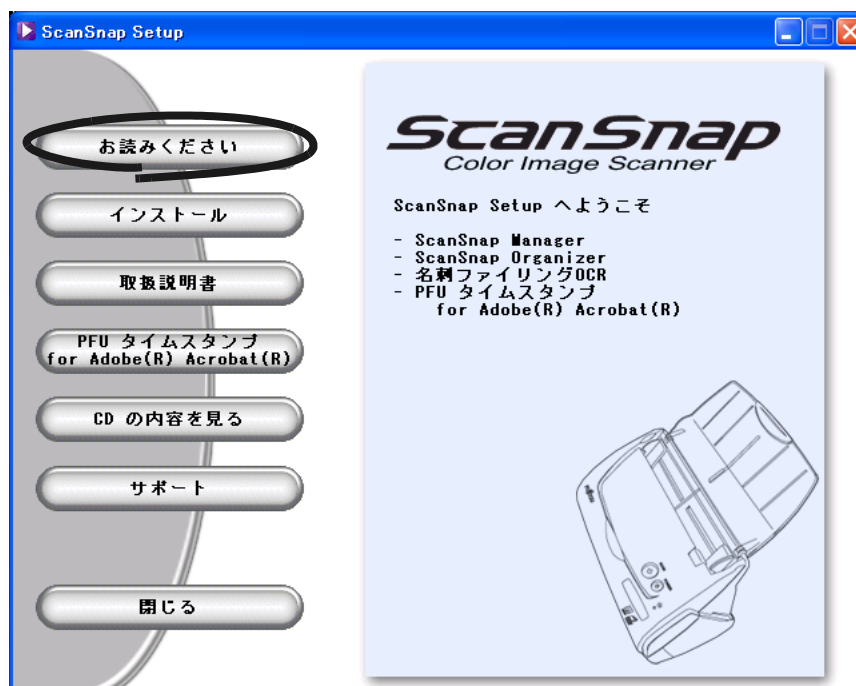 ScanSnap Setup
お読みください
インストール
取扱説明書
PFU タイムスタンプ
for Adobe(R) Acrobat(R)
CD の内容を見る
サポート
閉じる
ScanSnap
Color Image Scanner
ScanSnap Setup へようこそ
- ScanSnap Manager
- ScanSnap Organizer
- 名刺ファイリングOCR
- PFU タイムスタンプ
for Adobe(R) Acrobat(R)